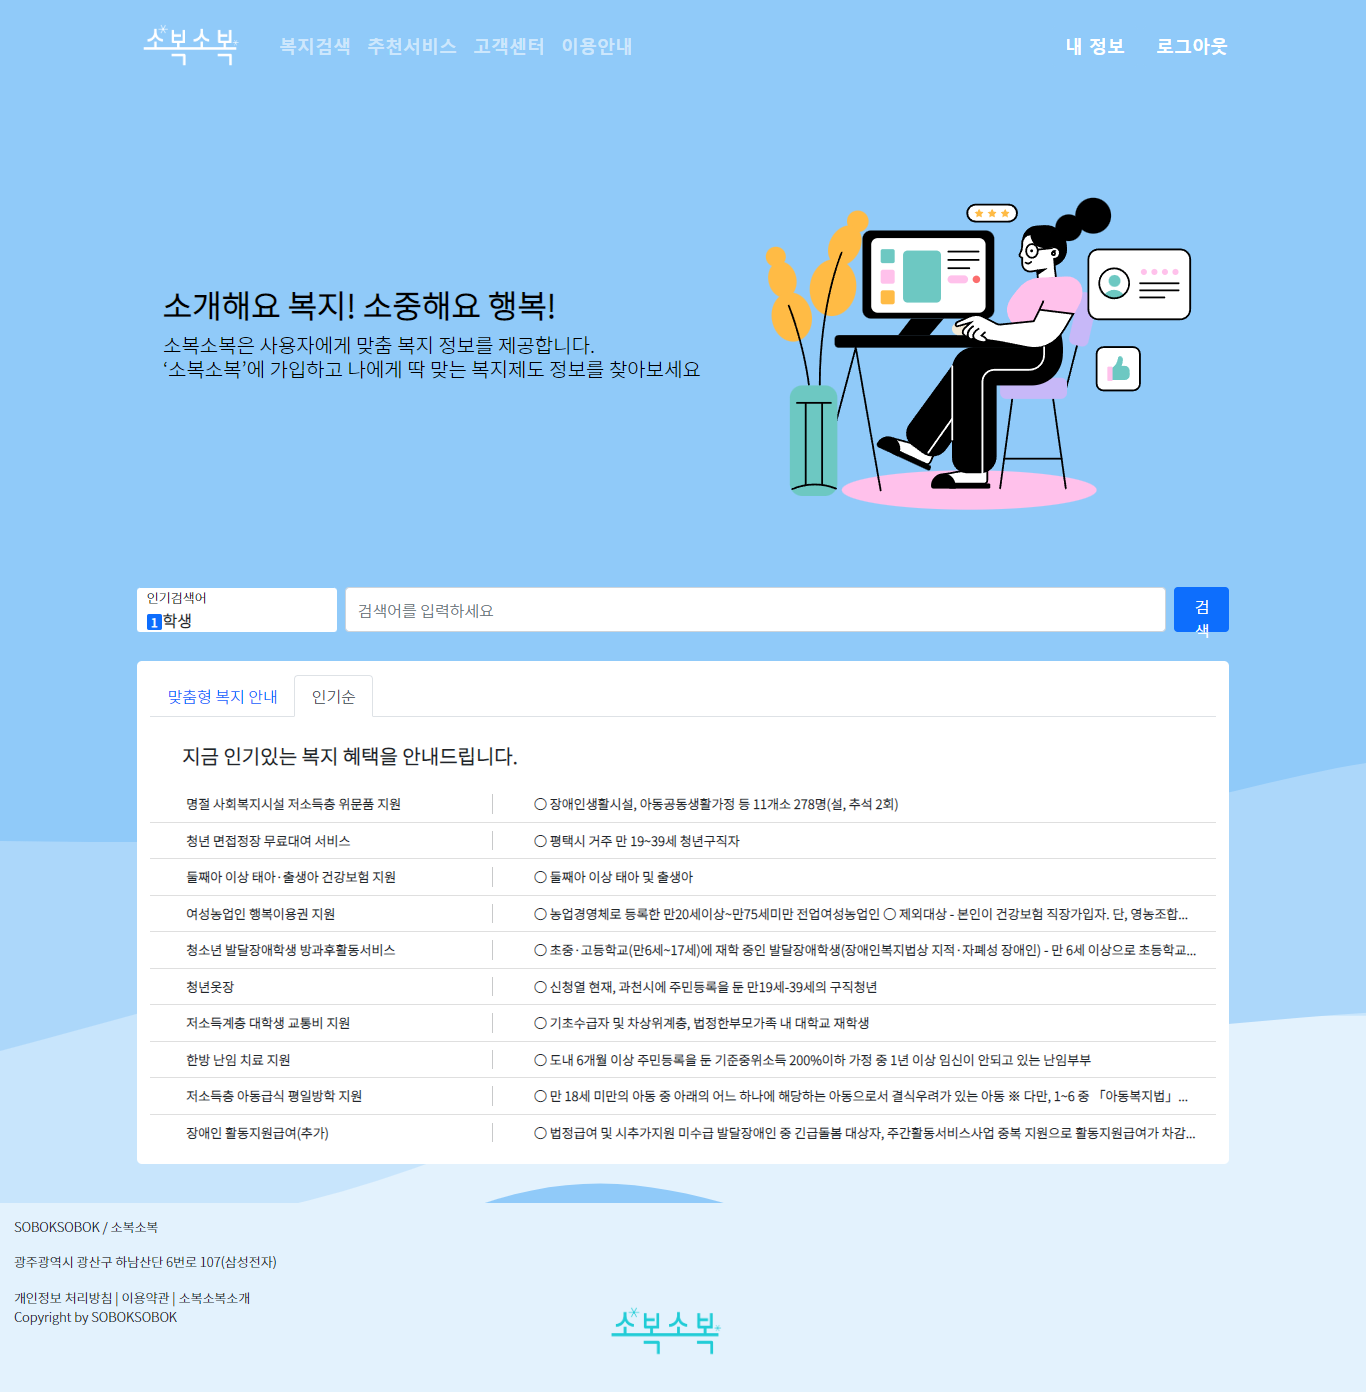 소복소복
복지검색 추천서비스 고객센터 이용안내
내 정보 로그아웃
소개해요 복지! 소중해요 행복!
소복소복은 사용자에게 맞춤 복지 정보를 제공합니다.
‘소복소복’에 가입하고 나에게 딱 맞는 복지제도 정보를 찾아보세요
인기검색어
1 학생
검색어를 입력하세요
검
색
맞춤형 복지 안내 인기순
지금 인기있는 복지 혜택을 안내드립니다.
명절 사회복지시설 저소득층 위문품 지원 ○ 장애인생활시설, 아동공동생활가정 등 11개소 278명(설, 추석 2회)
청년 면접정장 무료대여 서비스 ○ 평택시 거주 만 19~39세 청년구직자
둘째아 이상 태아·출생아 건강보험 지원 ○ 둘째아 이상 태아 및 출생아
여성농업인 행복이용권 지원 ○ 농업경영체로 등록한 만20세이상~만75세미만 전업여성농업인 ○ 제외대상 - 본인이 건강보험 직장가입자. 단, 영농조합...
청소년 발달장애학생 방과후활동서비스 ○ 초중·고등학교(만6세~17세)에 재학 중인 발달장애학생(장애인복지법상 지적·자폐성 장애인) - 만 6세 이상으로 초등학교...
청년옷장 ○ 신청열 현재, 과천시에 주민등록을 둔 만19세-39세의 구직청년
저소득계층 대학생 교통비 지원 ○ 기초수급자 및 차상위계층, 법정한부모가족 내 대학교 재학생
한방 난임 치료 지원 ○ 도내 6개월 이상 주민등록을 둔 기준중위소득 200%이하 가정 중 1년 이상 임신이 안되고 있는 난임부부
저소득층 아동급식 평일방학 지원 ○ 만 18세 미만의 아동 중 아래의 어느 하나에 해당하는 아동으로서 결식우려가 있는 아동 ※ 다만, 1~6 중 「아동복지법」...
장애인 활동지원급여(추가) ○ 법정급여 및 시추가지원 미수급 발달장애인 중 긴급돌봄 대상자, 주간활동서비스사업 중복 지원으로 활동지원급여가 차감...
SOBOKSOBOK / 소복소복
광주광역시 광산구 하남산단 6번로 107(삼성전자)
개인정보 처리방침 | 이용약관 | 소복소복소개
Copyright by SOBOKSOBOK
소복소복